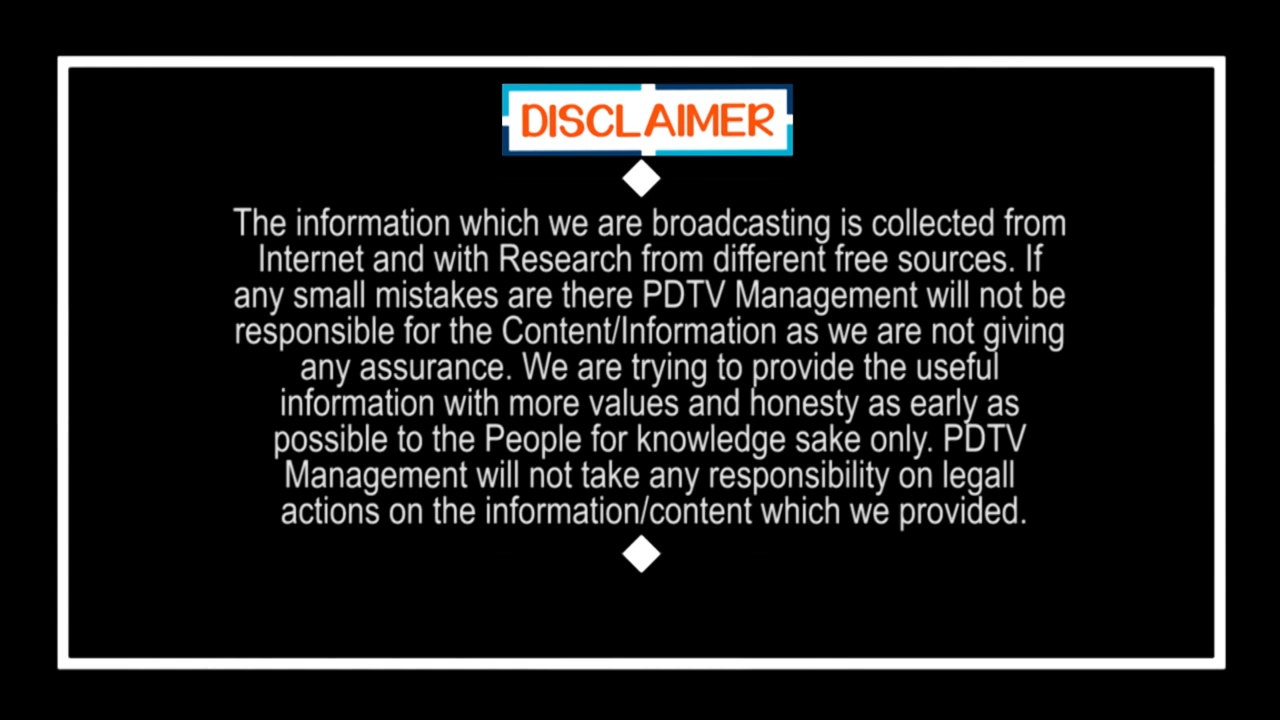 DISCLAIMER
The information which we are broadcasting is collected from
Internet and with Research from different free sources. If
any small mistakes are there PDTV Management will not be
responsible for the Content/Information as we are not giving
any assurance. We are trying to provide the useful
information with more values and honesty as early as
possible to the People for knowledge sake only. PDTV
Management will not take any responsibility on legall
actions on the information/content which we provided.